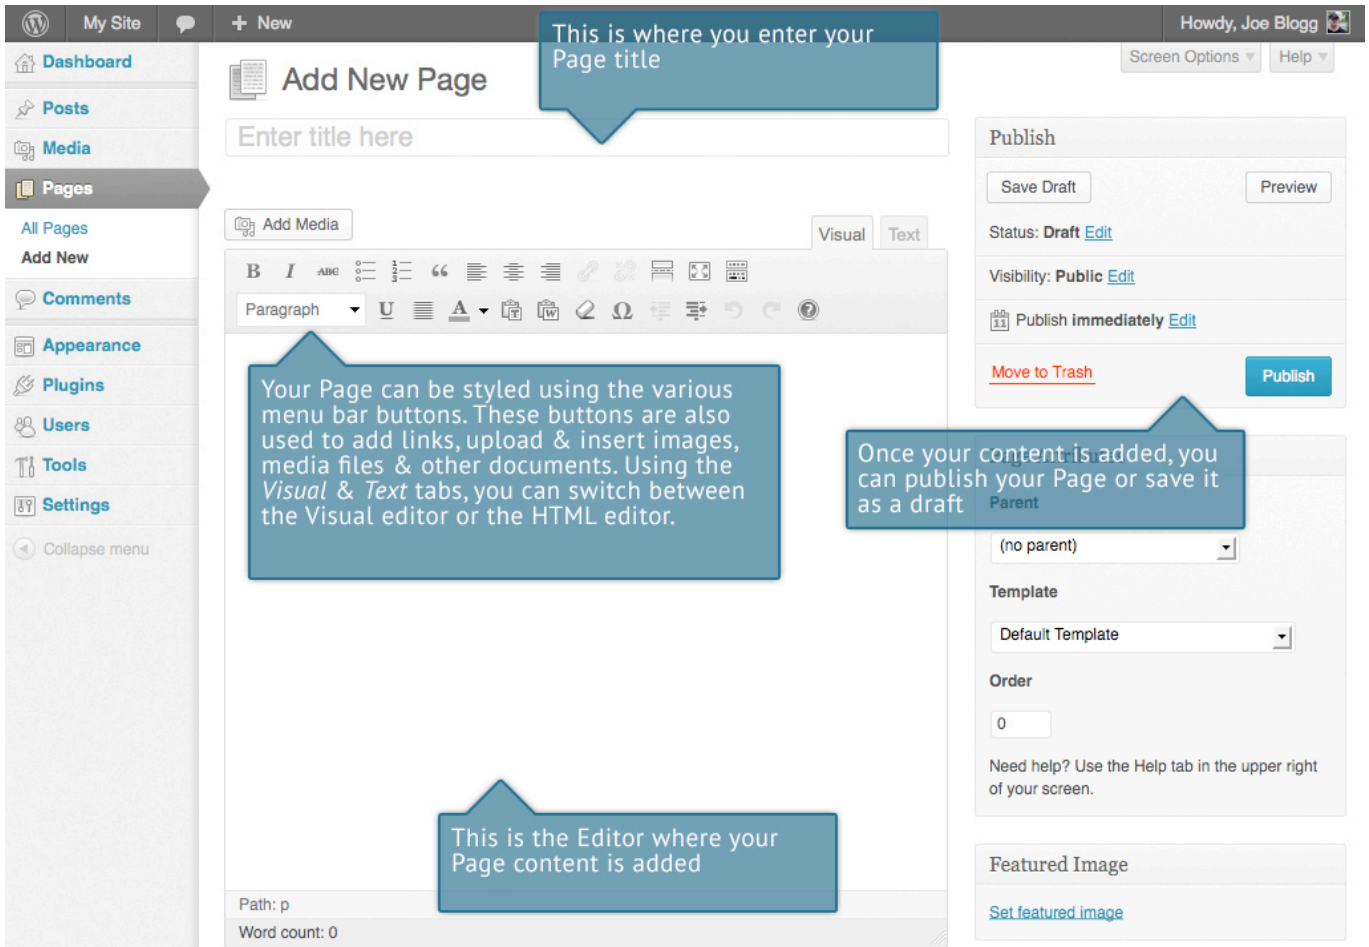 My Site
+ New
Howdy, Joe Blogg
Dashboard
Posts
Media
Pages
All Pages
Add New
Comments
Appearance
Plugins
Users
Tools
Settings
Collapse menu
This is where you enter your
Page title
Screen Options
Help
Add New Page
Enter title here
Add Media
Visual
Text
B I ABC
Paragraph
U A T W Ω ?
Your Page can be styled using the various
menu bar buttons. These buttons are also
used to add links, upload & insert images,
media files & other documents. Using the
Visual & Text tabs, you can switch between
the Visual editor or the HTML editor.
This is the Editor where your
Page content is added
Path: p
Word count: 0
Publish
Save Draft
Preview
Status: Draft Edit
Visibility: Public Edit
11 Publish immediately Edit
Move to Trash
Publish
Once your content is added, you
can publish your Page or save it
as a draft
Parent
(no parent)
Template
Default Template
Order
0
Need help? Use the Help tab in the upper right
of your screen.
Featured Image
Set featured image